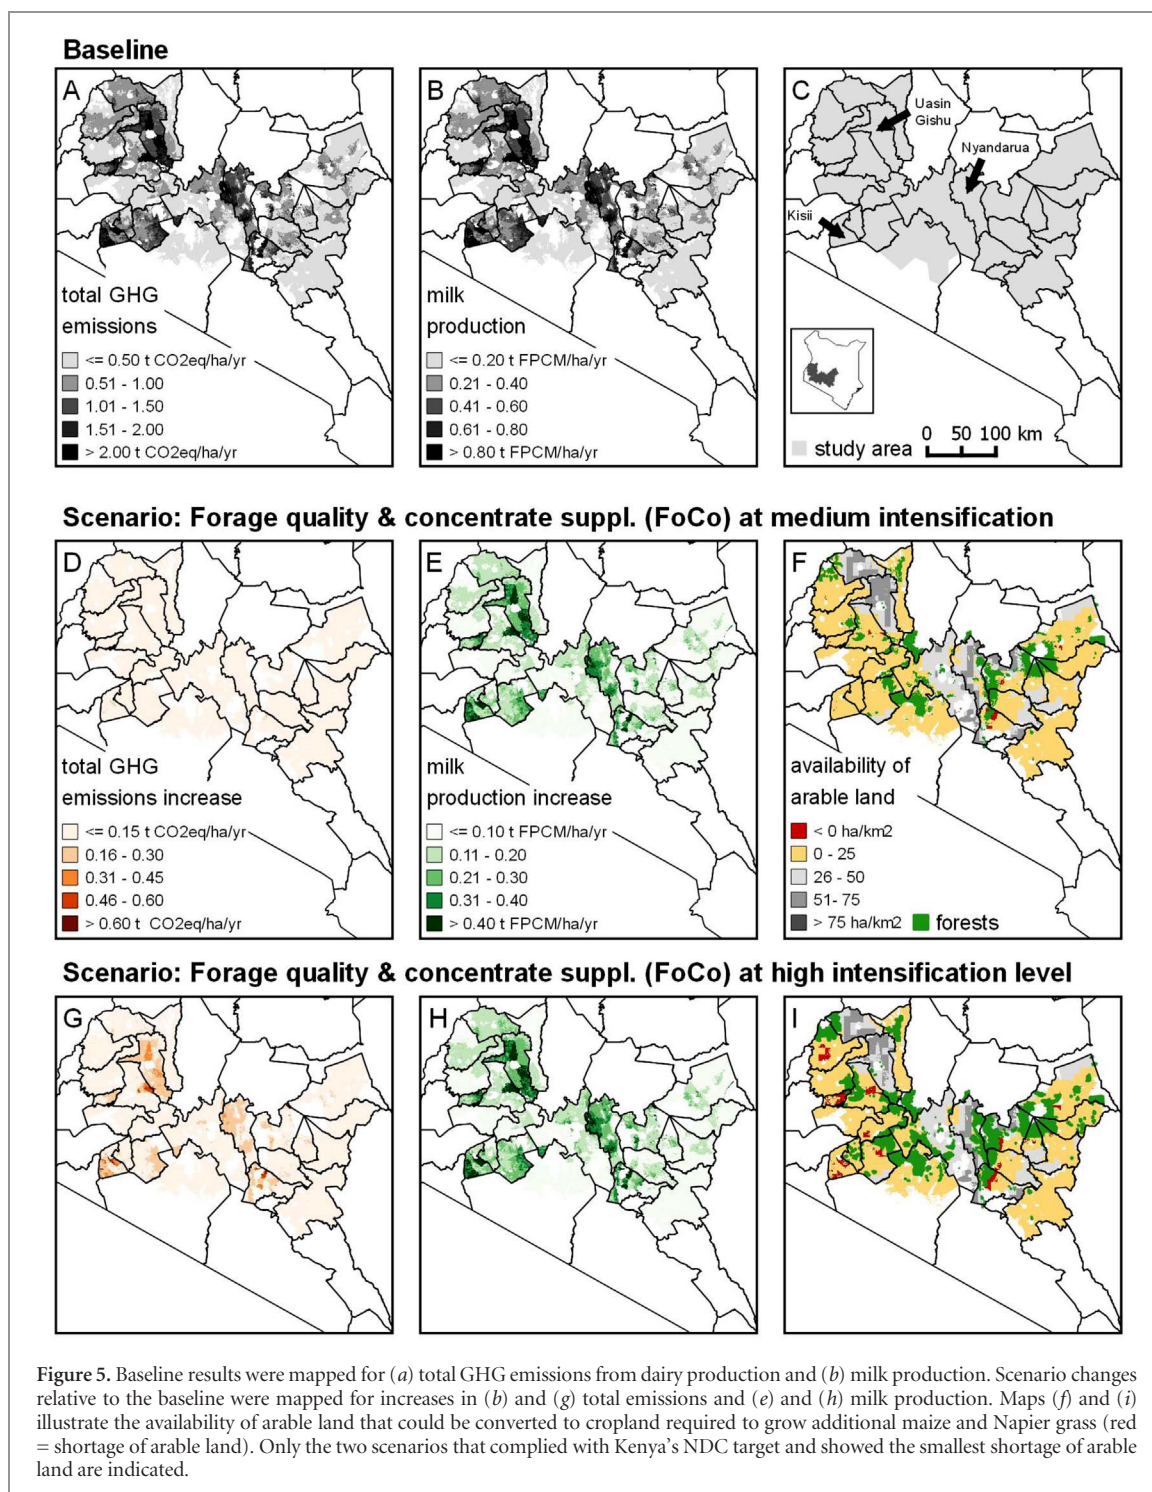 Baseline
A
total GHG
emissions
<= 0.50 t CO2eq/ha/yr
0.51 - 1.00
1.01 - 1.50
1.51 - 2.00
> 2.00 t CO2eq/ha/yr
B
milk
production
<= 0.20 t FPCM/ha/yr
0.21 - 0.40
0.41 - 0.60
0.61 - 0.80
> 0.80 t FPCM/ha/yr
C
Uasin
Gishu
Nyandarua
Kisii
study area
0 50 100 km
Scenario: Forage quality & concentrate suppl. (FoCo) at medium intensification
D
total GHG
emissions increase
<= 0.15 t CO2eq/ha/yr
0.16 - 0.30
0.31 - 0.45
0.46 - 0.60
> 0.60 t CO2eq/ha/yr
E
milk
production increase
<= 0.10 t FPCM/ha/yr
0.11 - 0.20
0.21 - 0.30
0.31 - 0.40
> 0.40 t FPCM/ha/yr
F
availability of
arable land
< 0 ha/km2
0 - 25
26 - 50
51- 75
> 75 ha/km2 forests
Scenario: Forage quality & concentrate suppl. (FoCo) at high intensification level
G
H
I
Figure 5. Baseline results were mapped for (a) total GHG emissions from dairy production and (b) milk production. Scenario changes
relative to the baseline were mapped for increases in (b) and (g) total emissions and (e) and (h) milk production. Maps (f) and (i)
illustrate the availability of arable land that could be converted to cropland required to grow additional maize and Napier grass (red
= shortage of arable land). Only the two scenarios that complied with Kenya's NDC target and showed the smallest shortage of arable
land are indicated.